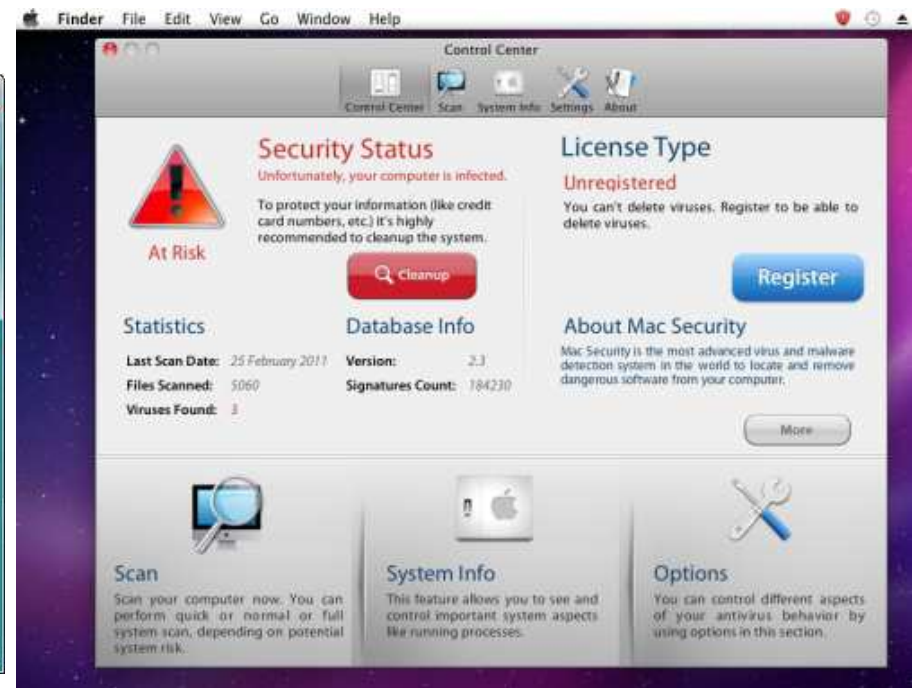 Finder File Edit View Go Window Help
Control Center
Control Center Scan System Info Settings About
Security Status
Unfortunately, your computer is infected.
To protect your information (like credit
card numbers, etc.) it's highly
recommended to cleanup the system.
At Risk
Cleanup
License Type
Unregistered
You can't delete viruses. Register to be able to
delete viruses.
Register
Statistics
Last Scan Date: 25 February 2011
Files Scanned: 5060
Viruses Found: 3
Database Info
Version: 2.3
Signatures Count: 184230
About Mac Security
Mac Security is the most advanced virus and malware
detection system in the world to locate and remove
dangerous software from your computer.
More
Scan
Scan your computer now. You can
perform quick or normal or full
system scan, depending on potential
system risk.
System Info
This feature allows you to see and
control important system aspects
like running processes.
Options
You can control different aspects
of your antivirus behavior by
using options in this section.